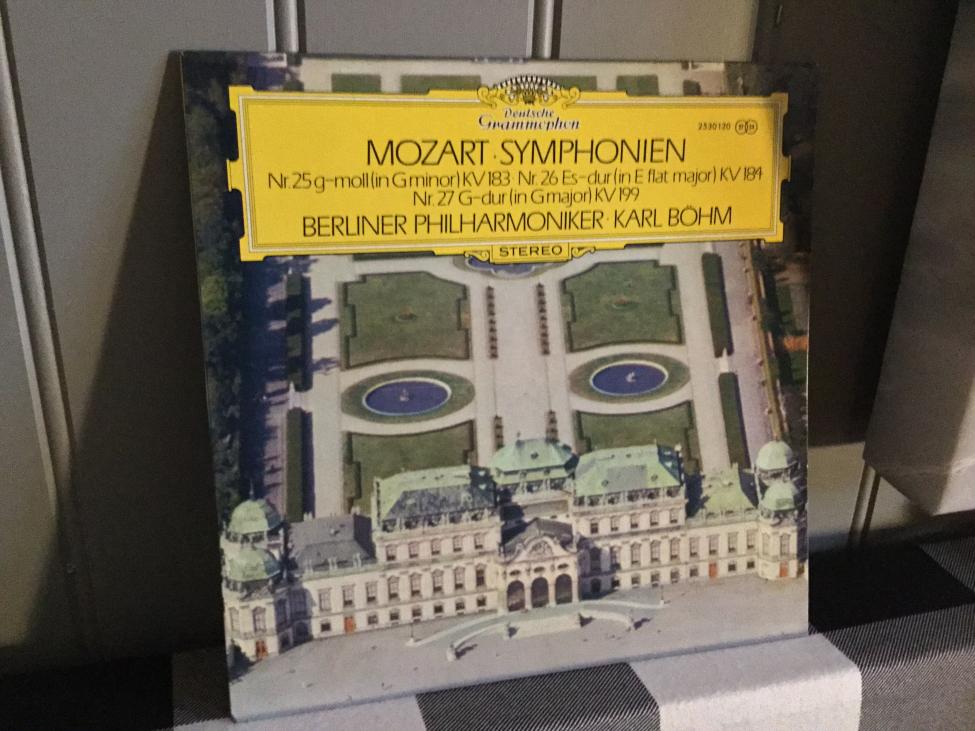 Deutsche
Grammophon
2530120
MOZART · SYMPHONIEN
Nr. 25 g-moll (in G minor) KV 183 · Nr. 26 Es-dur (in E flat major) KV 184
Nr. 27 G-dur (in G major) KV 199
BERLINER PHILHARMONIKER · KARL BÖHM
STEREO